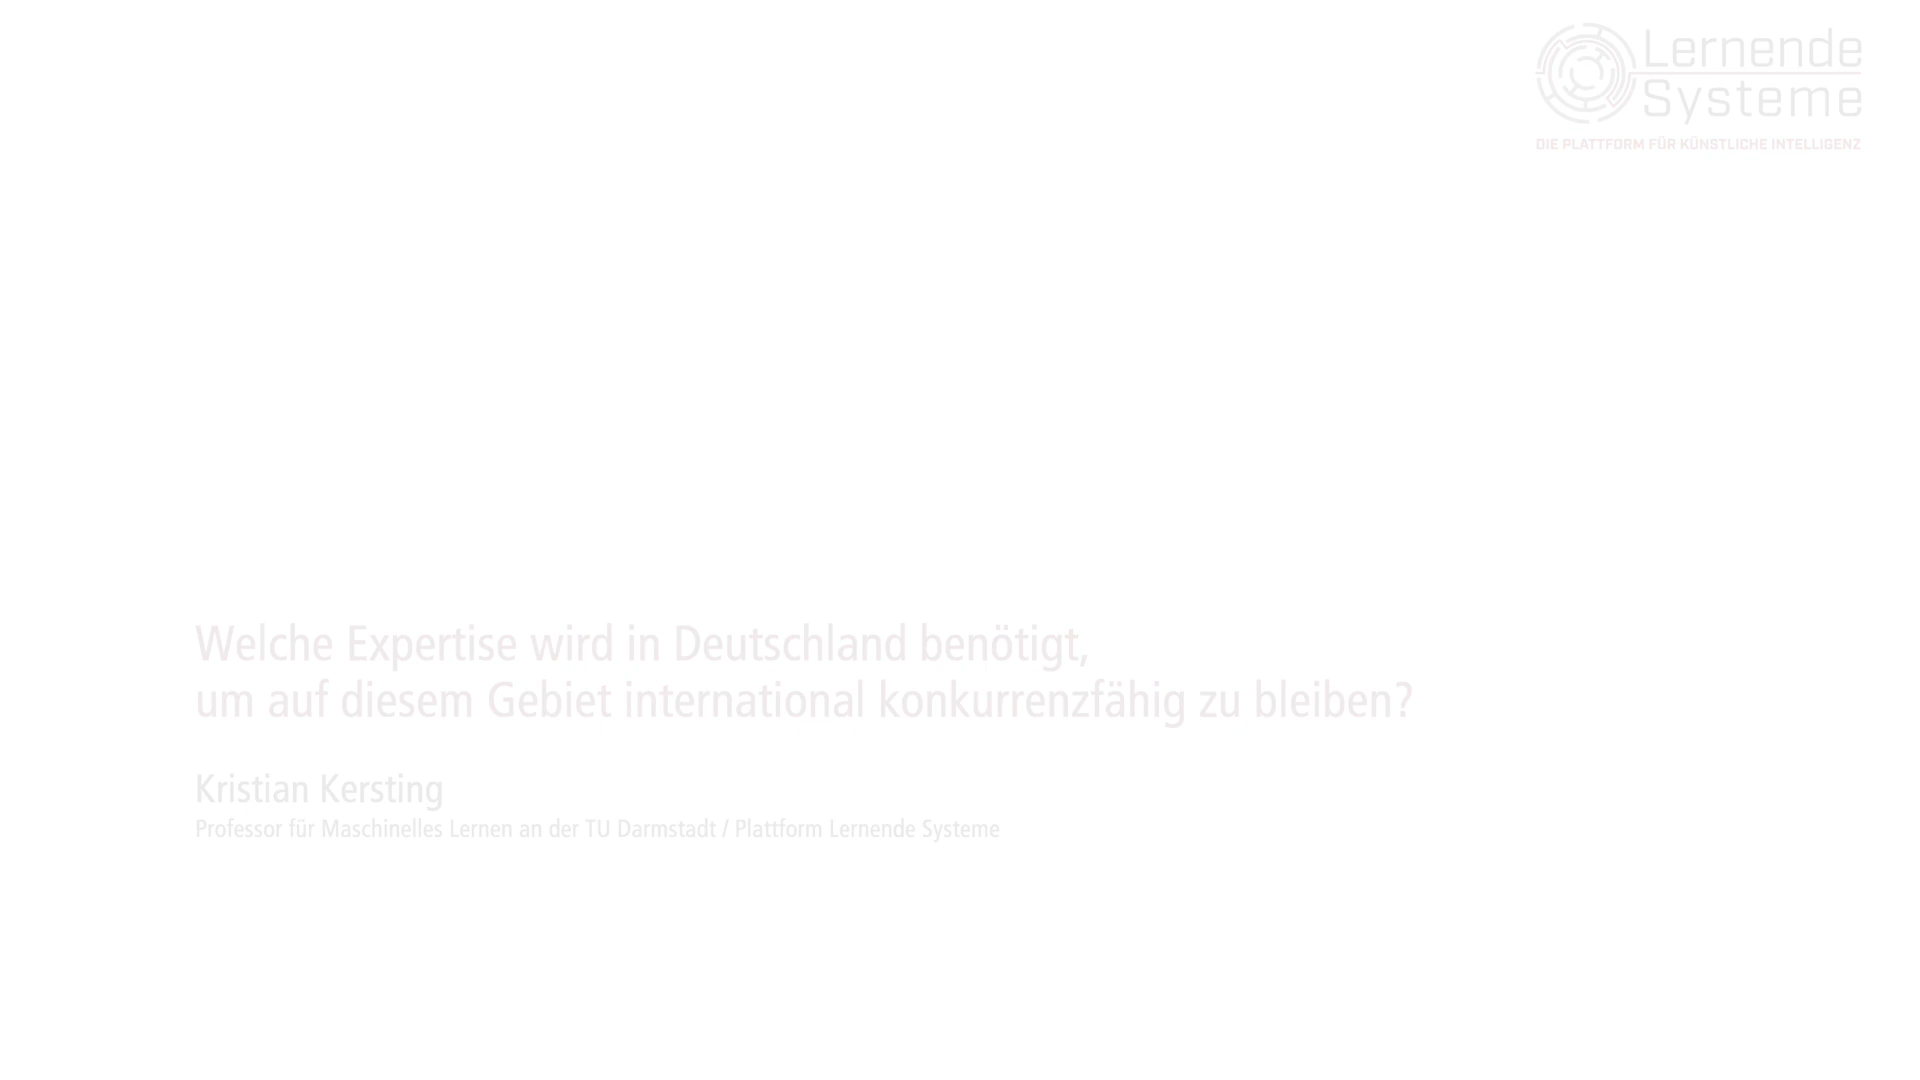 Lernende
Systeme
DIE PLATTFORM FÜR KÜNSTLICHE INTELLIGENZ
Welche Expertise wird in Deutschland benötigt,
um auf diesem Gebiet international konkurrenzfähig zu bleiben?
Kristian Kersting
Professor für Maschinelles Lernen an der TU Darmstadt / Plattform Lernende Systeme